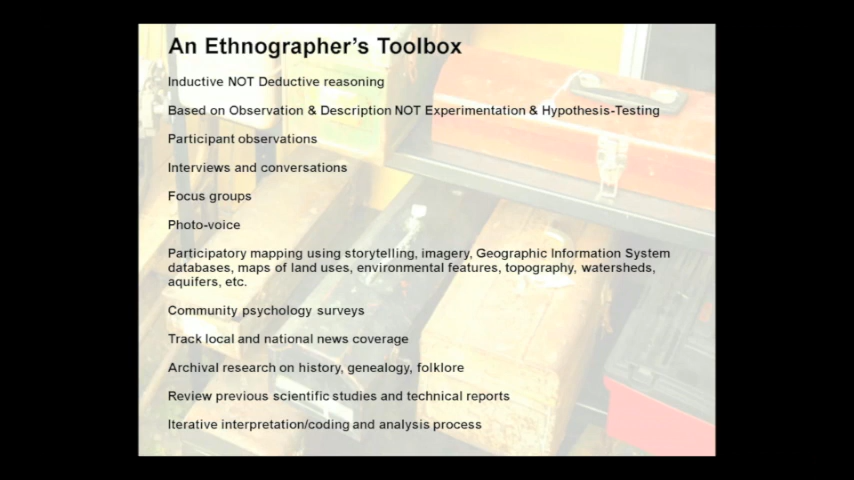 An Ethnographer's Toolbox
Inductive NOT Deductive reasoning
Based on Observation & Description NOT Experimentation & Hypothesis-Testing
Participant observations
Interviews and conversations
Focus groups
Photo-voice
Participatory mapping using storytelling, imagery, Geographic Information System
databases, maps of land uses, environmental features, topography, watersheds,
aquifers, etc.
Community psychology surveys
Track local and national news coverage
Archival research on history, genealogy, folklore
Review previous scientific studies and technical reports
Iterative interpretation/coding and analysis process